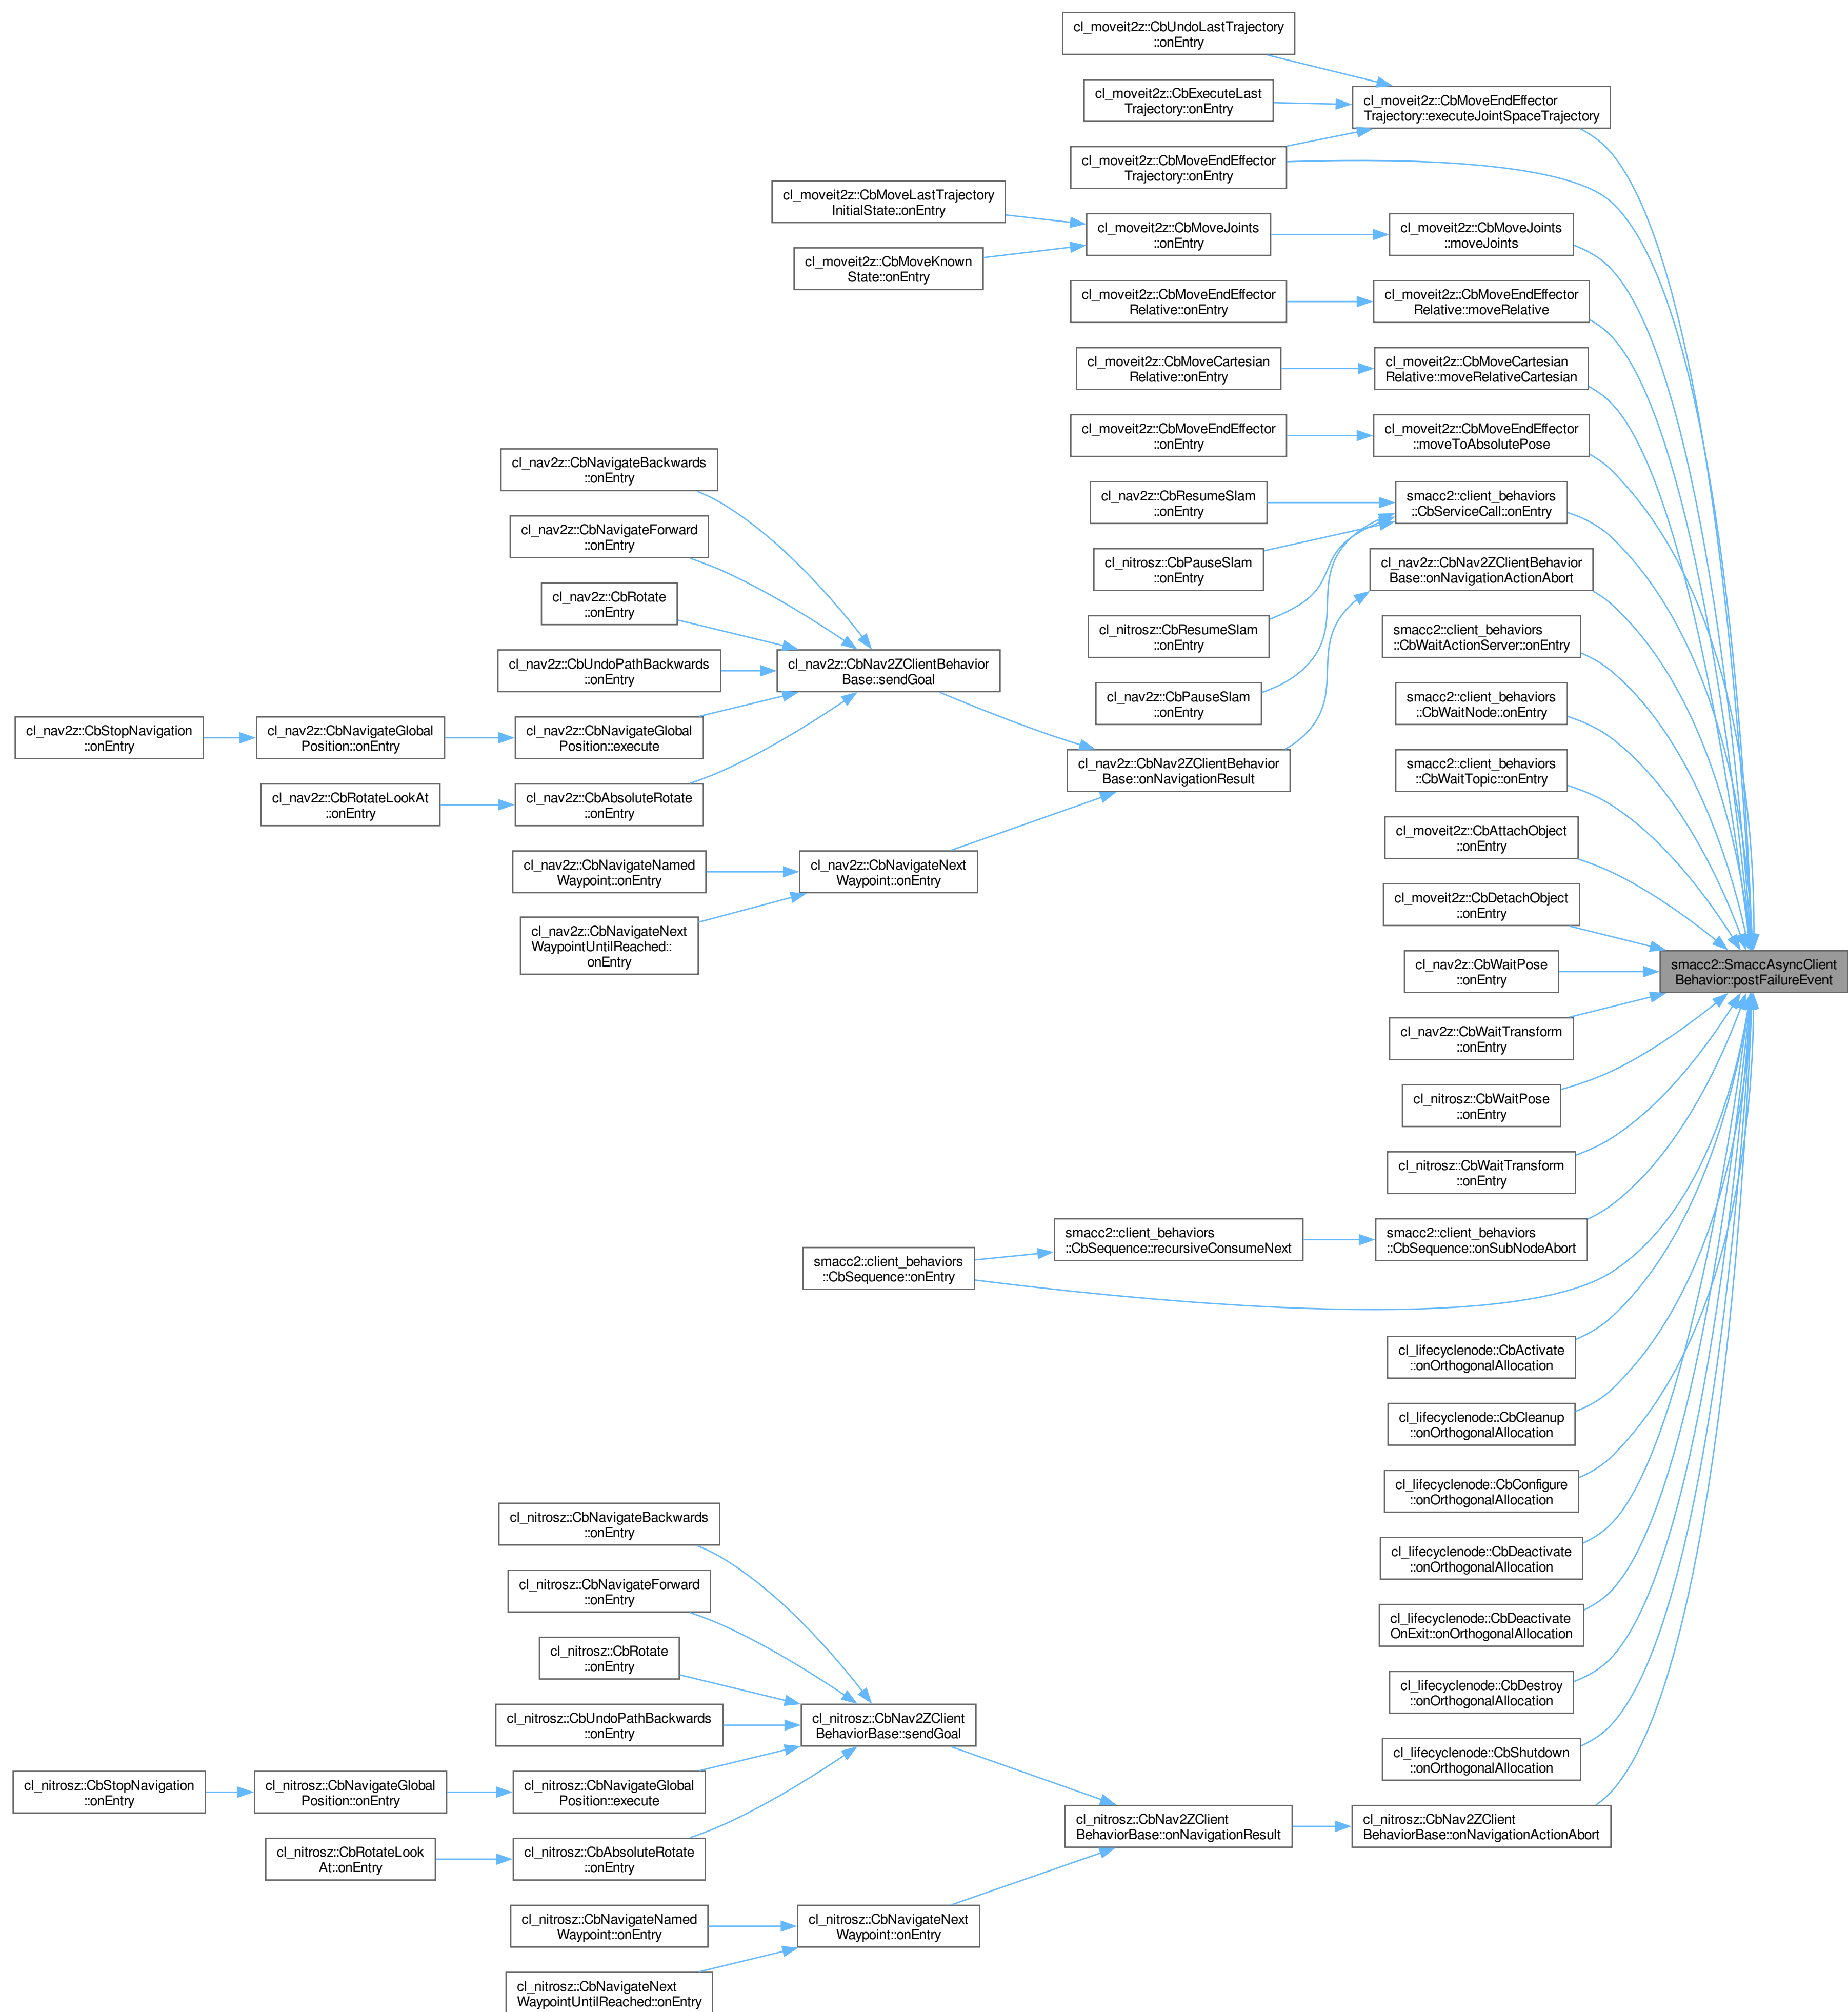 cl_moveit2z::CbUndoLastTrajectory
::onEntry
cl_moveit2z::CbExecuteLast
Trajectory::onEntry
cl_moveit2z::CbMoveEndEffector
Trajectory::executeJointSpaceTrajectory
cl_moveit2z::CbMoveEndEffector
Trajectory::onEntry
cl_moveit2z::CbMoveLastTrajectory
InitialState::onEntry
cl_moveit2z::CbMoveKnown
State::onEntry
cl_moveit2z::CbMoveJoints
::onEntry
cl_moveit2z::CbMoveJoints
::moveJoints
cl_moveit2z::CbMoveEndEffector
Relative::onEntry
cl_moveit2z::CbMoveEndEffector
Relative::moveRelative
cl_moveit2z::CbMoveCartesian
Relative::onEntry
cl_moveit2z::CbMoveCartesian
Relative::moveRelativeCartesian
cl_moveit2z::CbMoveEndEffector
::onEntry
cl_moveit2z::CbMoveEndEffector
::moveToAbsolutePose
cl_nav2z::CbResumeSlam
::onEntry
smacc2::client_behaviors
::CbServiceCall::onEntry
cl_nitrosz::CbPauseSlam
::onEntry
cl_nav2z::CbNav2ZClientBehavior
Base::onNavigationActionAbort
cl_nitrosz::CbResumeSlam
::onEntry
cl_nav2z::CbPauseSlam
::onEntry
smacc2::client_behaviors
::CbWaitActionServer::onEntry
smacc2::client_behaviors
::CbWaitNode::onEntry
smacc2::client_behaviors
::CbWaitTopic::onEntry
cl_nav2z::CbNavigateBackwards
::onEntry
cl_nav2z::CbNavigateForward
::onEntry
cl_nav2z::CbRotate
::onEntry
cl_nav2z::CbUndoPathBackwards
::onEntry
cl_nav2z::CbNav2ZClientBehavior
Base::sendGoal
cl_nav2z::CbStopNavigation
::onEntry
cl_nav2z::CbNavigateGlobal
Position::onEntry
cl_nav2z::CbNavigateGlobal
Position::execute
cl_nav2z::CbNav2ZClientBehavior
Base::onNavigationResult
cl_nav2z::CbRotateLookAt
::onEntry
cl_nav2z::CbAbsoluteRotate
::onEntry
cl_nav2z::CbNavigateNamed
Waypoint::onEntry
cl_nav2z::CbNavigateNext
Waypoint::onEntry
cl_nav2z::CbNavigateNext
WaypointUntilReached::
onEntry
cl_moveit2z::CbAttachObject
::onEntry
cl_moveit2z::CbDetachObject
::onEntry
cl_nav2z::CbWaitPose
::onEntry
smacc2::SmaccAsyncClient
Behavior::postFailureEvent
cl_nav2z::CbWaitTransform
::onEntry
cl_nitrosz::CbWaitPose
::onEntry
cl_nitrosz::CbWaitTransform
::onEntry
smacc2::client_behaviors
::CbSequence::onEntry
smacc2::client_behaviors
::CbSequence::recursiveConsumeNext
smacc2::client_behaviors
::CbSequence::onSubNodeAbort
cl_lifecyclenode::CbActivate
::onOrthogonalAllocation
cl_lifecyclenode::CbCleanup
::onOrthogonalAllocation
cl_lifecyclenode::CbConfigure
::onOrthogonalAllocation
cl_lifecyclenode::CbDeactivate
::onOrthogonalAllocation
cl_lifecyclenode::CbDeactivate
OnExit::onOrthogonalAllocation
cl_lifecyclenode::CbDestroy
::onOrthogonalAllocation
cl_lifecyclenode::CbShutdown
::onOrthogonalAllocation
cl_nitrosz::CbNavigateBackwards
::onEntry
cl_nitrosz::CbNavigateForward
::onEntry
cl_nitrosz::CbRotate
::onEntry
cl_nitrosz::CbUndoPathBackwards
::onEntry
cl_nitrosz::CbNav2ZClient
BehaviorBase::sendGoal
cl_nitrosz::CbStopNavigation
::onEntry
cl_nitrosz::CbNavigateGlobal
Position::onEntry
cl_nitrosz::CbNavigateGlobal
Position::execute
cl_nitrosz::CbNav2ZClient
BehaviorBase::onNavigationResult
cl_nitrosz::CbNav2ZClient
BehaviorBase::onNavigationActionAbort
cl_nitrosz::CbRotateLook
At::onEntry
cl_nitrosz::CbAbsoluteRotate
::onEntry
cl_nitrosz::CbNavigateNamed
Waypoint::onEntry
cl_nitrosz::CbNavigateNext
Waypoint::onEntry
cl_nitrosz::CbNavigateNext
WaypointUntilReached::onEntry